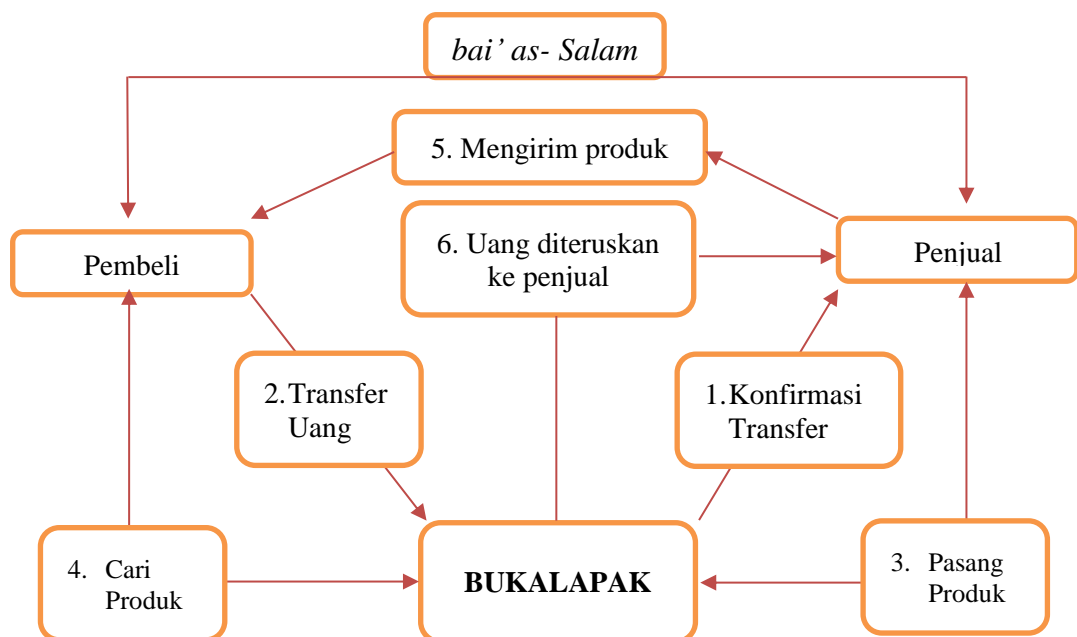 bai' as- Salam
5. Mengirim produk
6. Uang diteruskan
ke penjual
Pembeli
Penjual
2. Transfer
Uang
1. Konfirmasi
Transfer
4. Cari
Produk
BUKALAPAK
3. Pasang
Produk